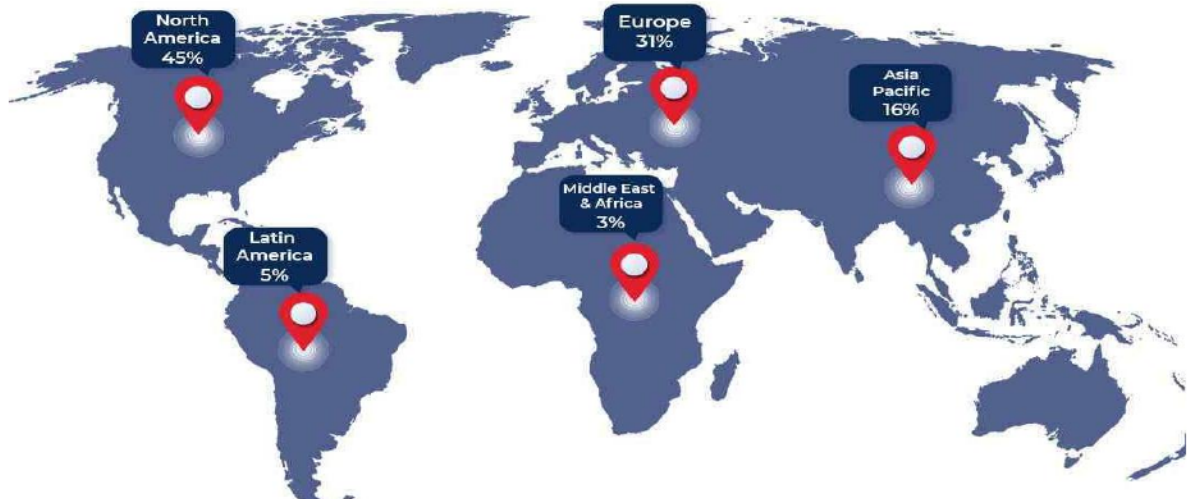 North
America
45%
Europe
31%
Asia
Pacific
16%
Middle East
& Africa
3%
Latin
America
5%